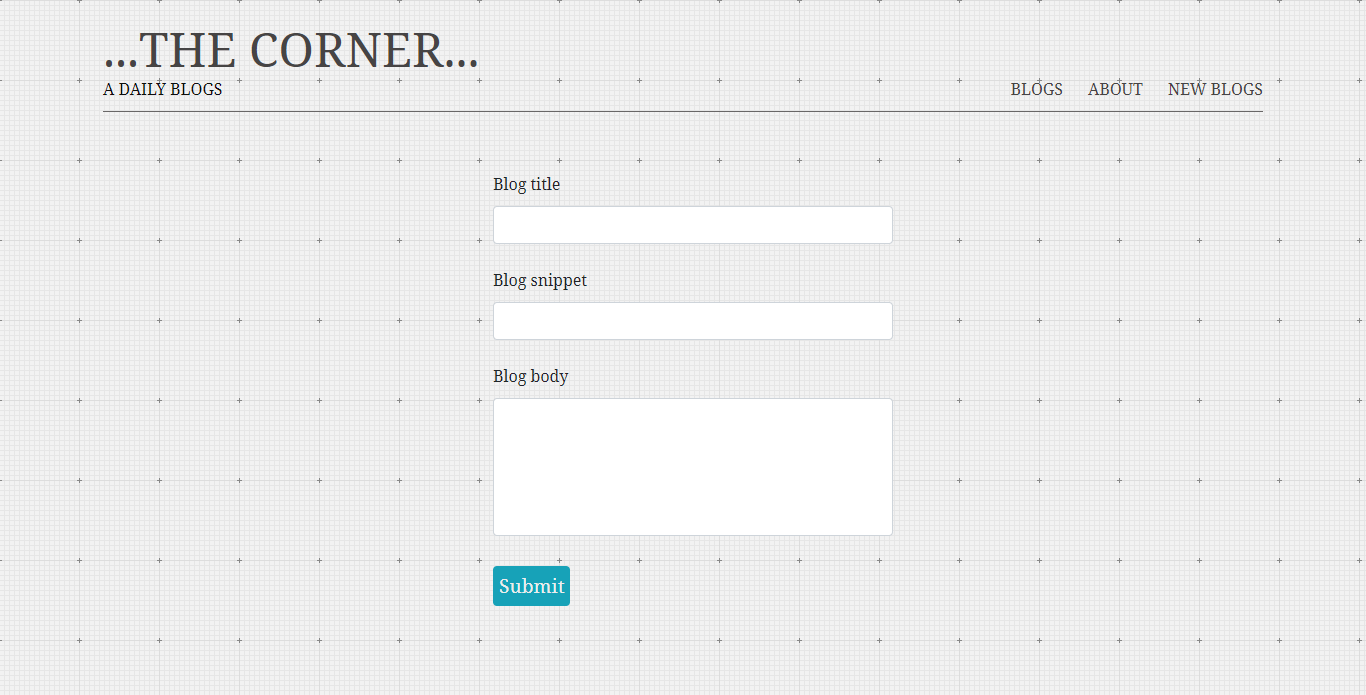 ...THE CORNER...
A DAILY BLOGS
BLOGS ABOUT NEW BLOGS
Blog title
Blog snippet
Blog body
Submit